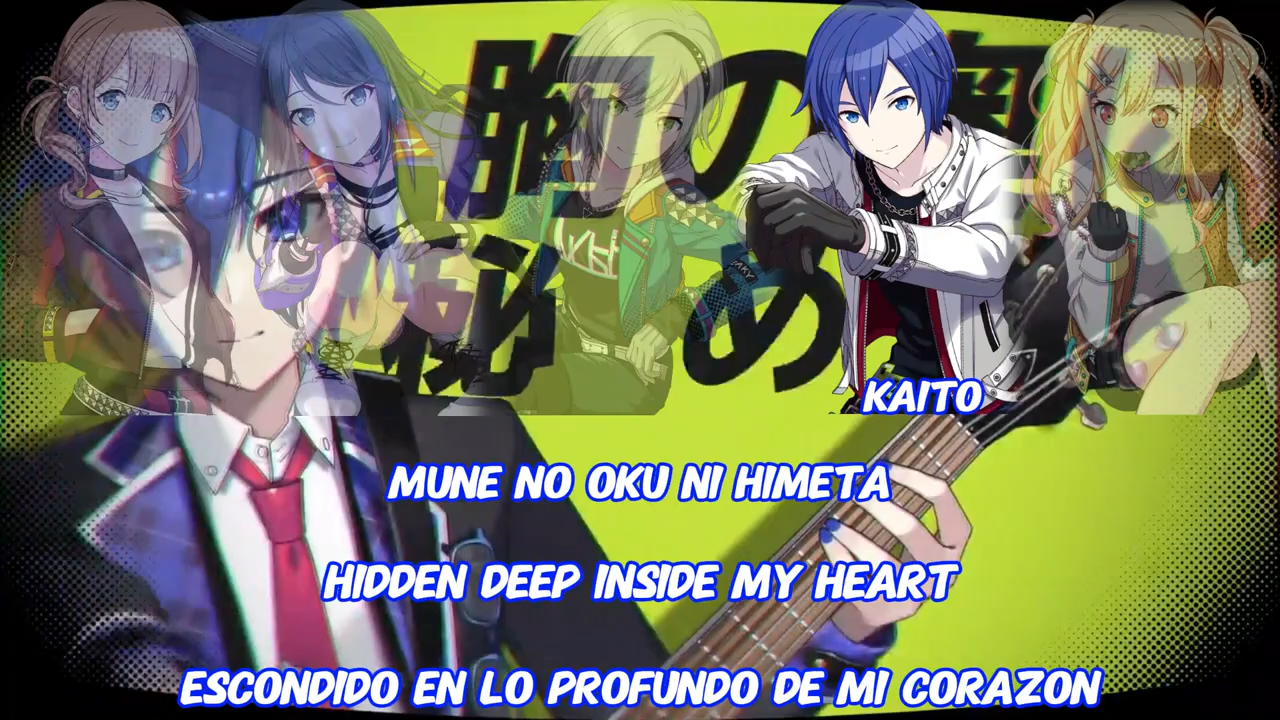 胸の奥
秘め
KAITO
MUNE NO OKU NI HIMETA
HIDDEN DEEP INSIDE MY HEART
ESCONDIDO EN LO PROFUNDO DE MI CORAZON